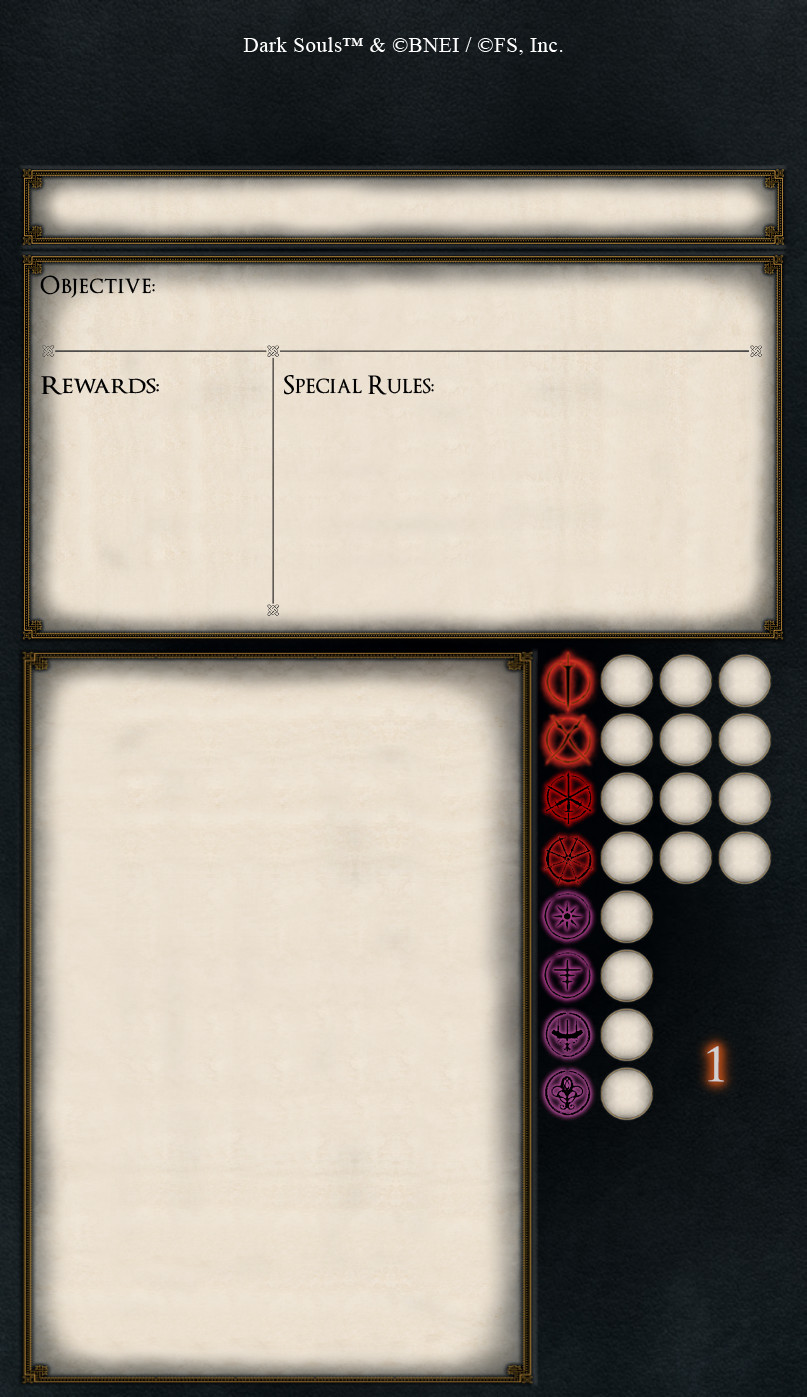 Dark Souls™ & ©BNEI / ©FS, Inc.
Objective:
Rewards:
Special Rules:
1